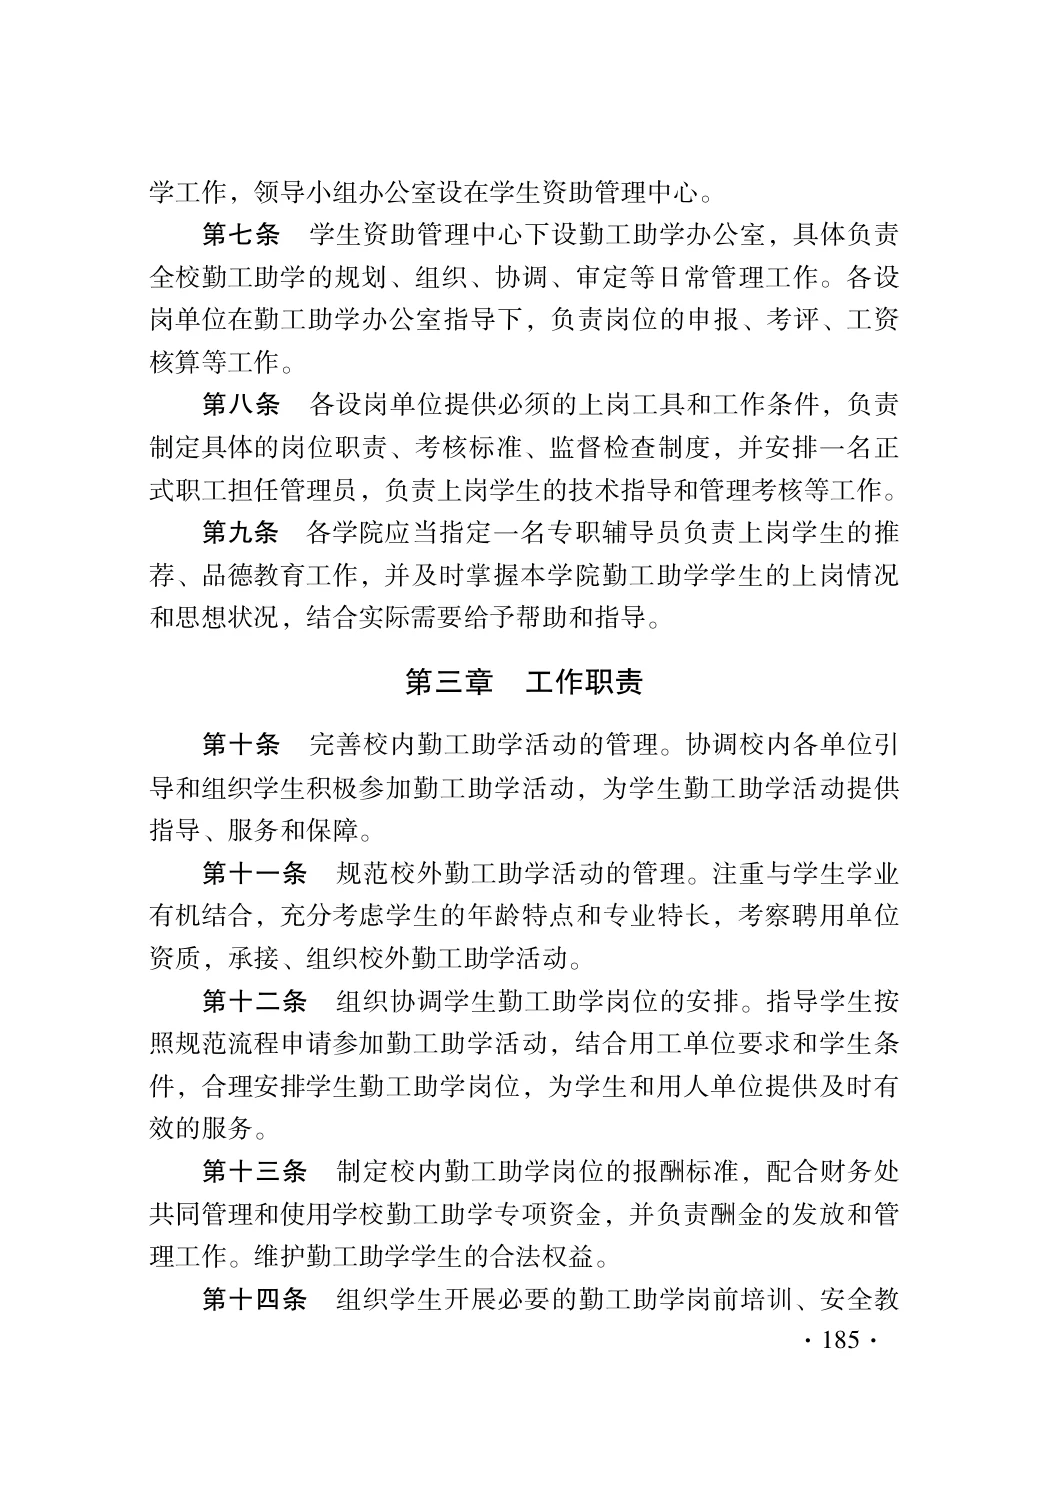 学工作，领导小组办公室设在学生资助管理中心。
第七条　学生资助管理中心下设勤工助学办公室，具体负责
全校勤工助学的规划、组织、协调、审定等日常管理工作。各设
岗单位在勤工助学办公室指导下，负责岗位的申报、考评、工资
核算等工作。
第八条　各设岗单位提供必须的上岗工具和工作条件，负责
制定具体的岗位职责、考核标准、监督检查制度，并安排一名正
式职工担任管理员，负责上岗学生的技术指导和管理考核等工作。
第九条　各学院应当指定一名专职辅导员负责上岗学生的推
荐、品德教育工作，并及时掌握本学院勤工助学学生的上岗情况
和思想状况，结合实际需要给予帮助和指导。
第三章　工作职责
第十条　完善校内勤工助学活动的管理。协调校内各单位引
导和组织学生积极参加勤工助学活动，为学生勤工助学活动提供
指导、服务和保障。
第十一条　规范校外勤工助学活动的管理。注重与学生学业
有机结合，充分考虑学生的年龄特点和专业特长，考察聘用单位
资质，承接、组织校外勤工助学活动。
第十二条　组织协调学生勤工助学岗位的安排。指导学生按
照规范流程申请参加勤工助学活动，结合用工单位要求和学生条
件，合理安排学生勤工助学岗位，为学生和用人单位提供及时有
效的服务。
第十三条　制定校内勤工助学岗位的报酬标准，配合财务处
共同管理和使用学校勤工助学专项资金，并负责酬金的发放和管
理工作。维护勤工助学学生的合法权益。
第十四条　组织学生开展必要的勤工助学岗前培训、安全教
· 185 ·